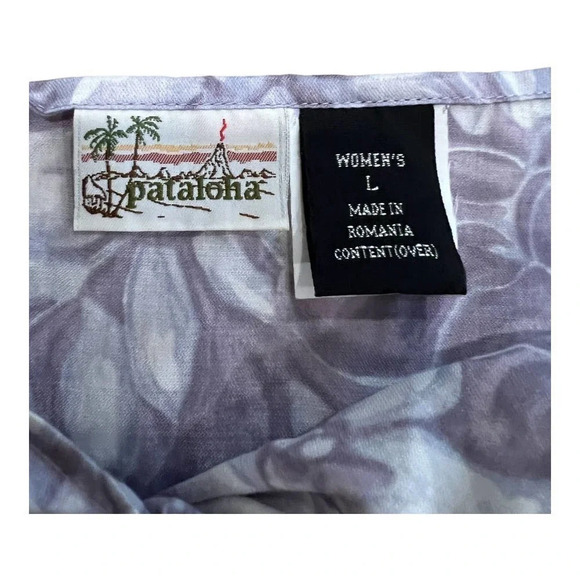 pataloha
WOMEN'S
L
MADE IN
ROMANIA
CONTENT(OVER)